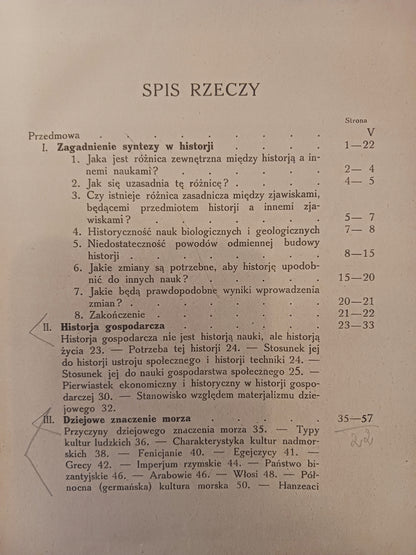 SPIS RZECZY
Strona
Przedmowa . . . . . . . . . V
I. Zagadnienie syntezy w historji . . . . 1—22
1. Jaka jest różnica zewnętrzna między historją a in-
nemi naukami? . . . . . . . 2— 4
2. Jak się uzasadnia tę różnicę? . . . . 4— 5
3. Czy istnieje różnica zasadnicza między zjawiskami,
będącemi przedmiotem historji a innemi zja-
wiskami? . . . . . . . . 5— 7
4. Historyczność nauk biologicznych i geologicznych 7— 8
5. Niedostateczność powodów odmiennej budowy
historji . . . . . . . . 8—15
6. Jakie zmiany są potrzebne, aby historję upodob-
nić do innych nauk? . . . . . 15—20
7. Jakie będą prawdopodobne wyniki wprowadzenia
zmian? . . . . . . . . 20—21
8. Zakończenie . . . . . . . 21—22
II. Historja gospodarcza . . . . . . 23—33
Historja gospodarcza nie jest historją nauki, ale historją
życia 23. — Potrzeba tej historji 24. — Stosunek jej
do historji ustroju społecznego i historji techniki 24. —
Stosunek jej do nauki gospodarstwa społecznego 25. —
Pierwiastek ekonomiczny i historyczny w historji gospo-
darczej 30. — Stanowisko względem materjalizmu dzie-
jowego 32.
III. Dziejowe znaczenie morza . . . . . 35—57
Przyczyny dziejowego znaczenia morza 35. — Typy
kultur ludzkich 36. — Charakterystyka kultur nadmor-
skich 38. — Fenicjanie 40. — Egejczycy 41. —
Grecy 42. — Imperjum rzymskie 44. — Państwo bi-
zantyjskie 46. — Arabowie 46. — Włosi 48. — Pół-
nocna (germańska) kultura morska 50. — Hanzeaci
22